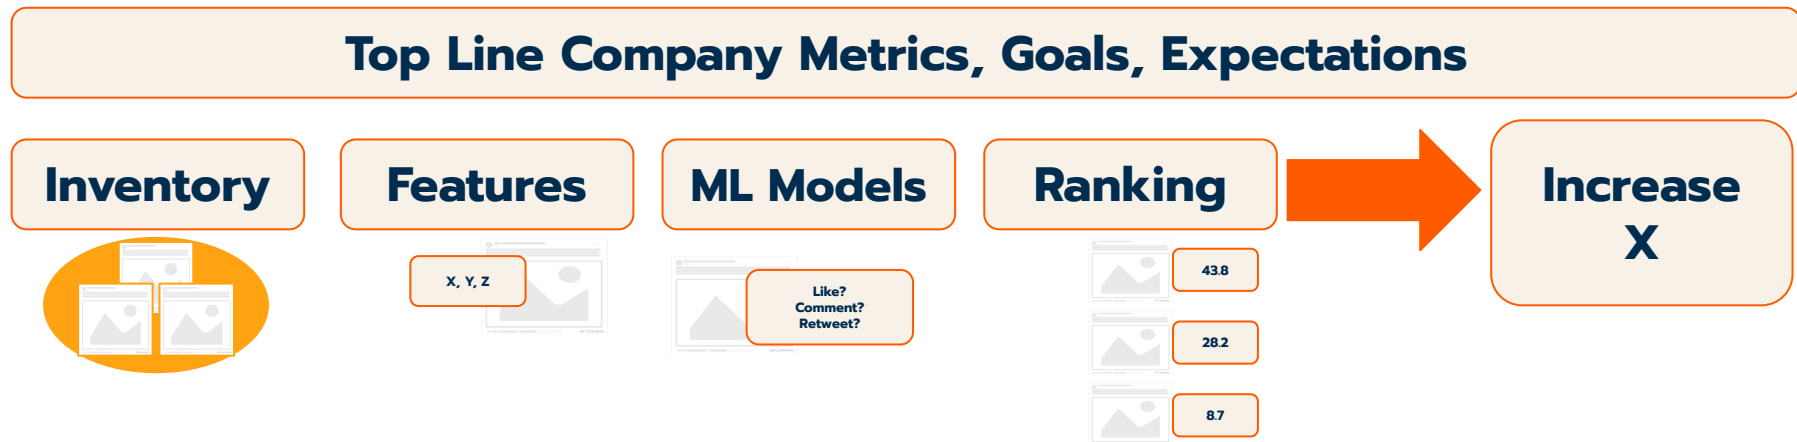 Top Line Company Metrics, Goals, Expectations
Inventory
Features
ML Models
Ranking
Increase
X
X, Y, Z
Like?
Comment?
Retweet?
43.8
28.2
8.7